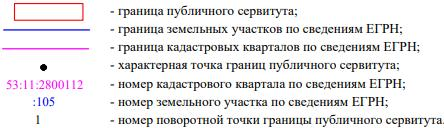 - граница публичного сервитута;
- граница земельных участков по сведениям ЕГРН;
- граница кадастровых кварталов по сведениям ЕГРН;
- характерная точка границ публичного сервитута;
53:11:2800112 - номер кадастрового квартала по сведениям ЕГРН;
:105 - номер земельного участка по сведениям ЕГРН;
1 - номер поворотной точки границы публичного сервитута